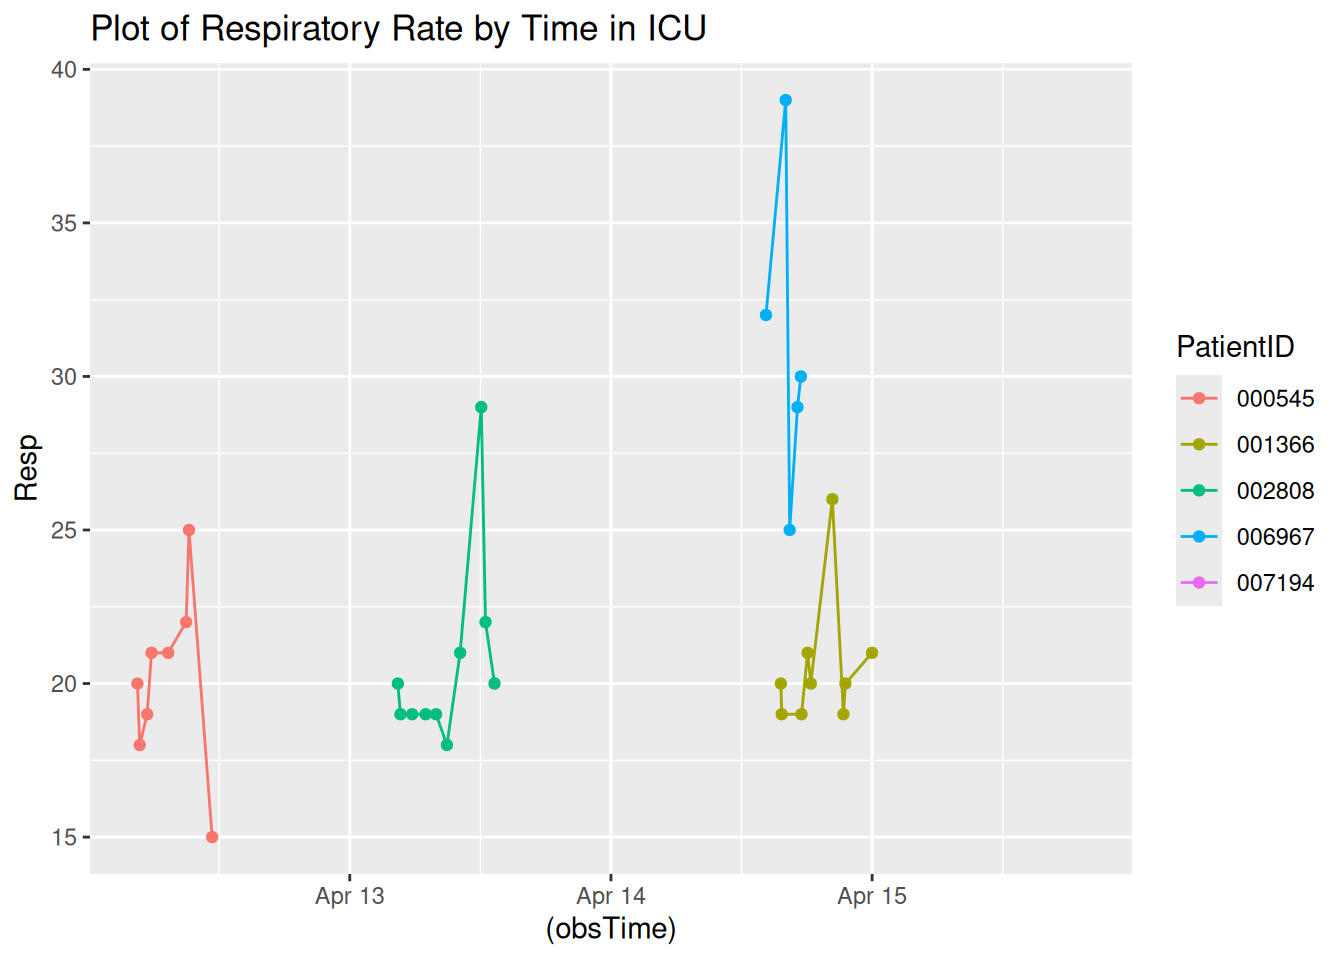 Plot of Respiratory Rate by Time in ICU
40
35
30
25
20
15
Resp
Apr 13
Apr 14
Apr 15
(obsTime)
PatientID
000545
001366
002808
006967
007194